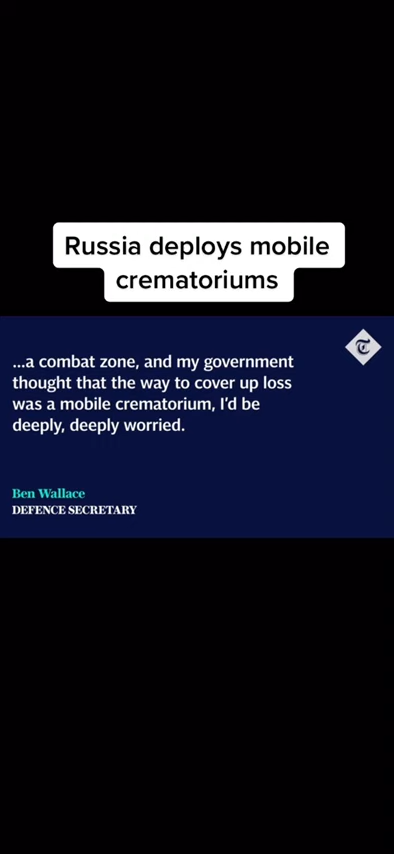 Russia deploys mobile
crematoriums
...a combat zone, and my government
thought that the way to cover up loss
was a mobile crematorium, I'd be
deeply, deeply worried.
Ben Wallace
DEFENCE SECRETARY
T